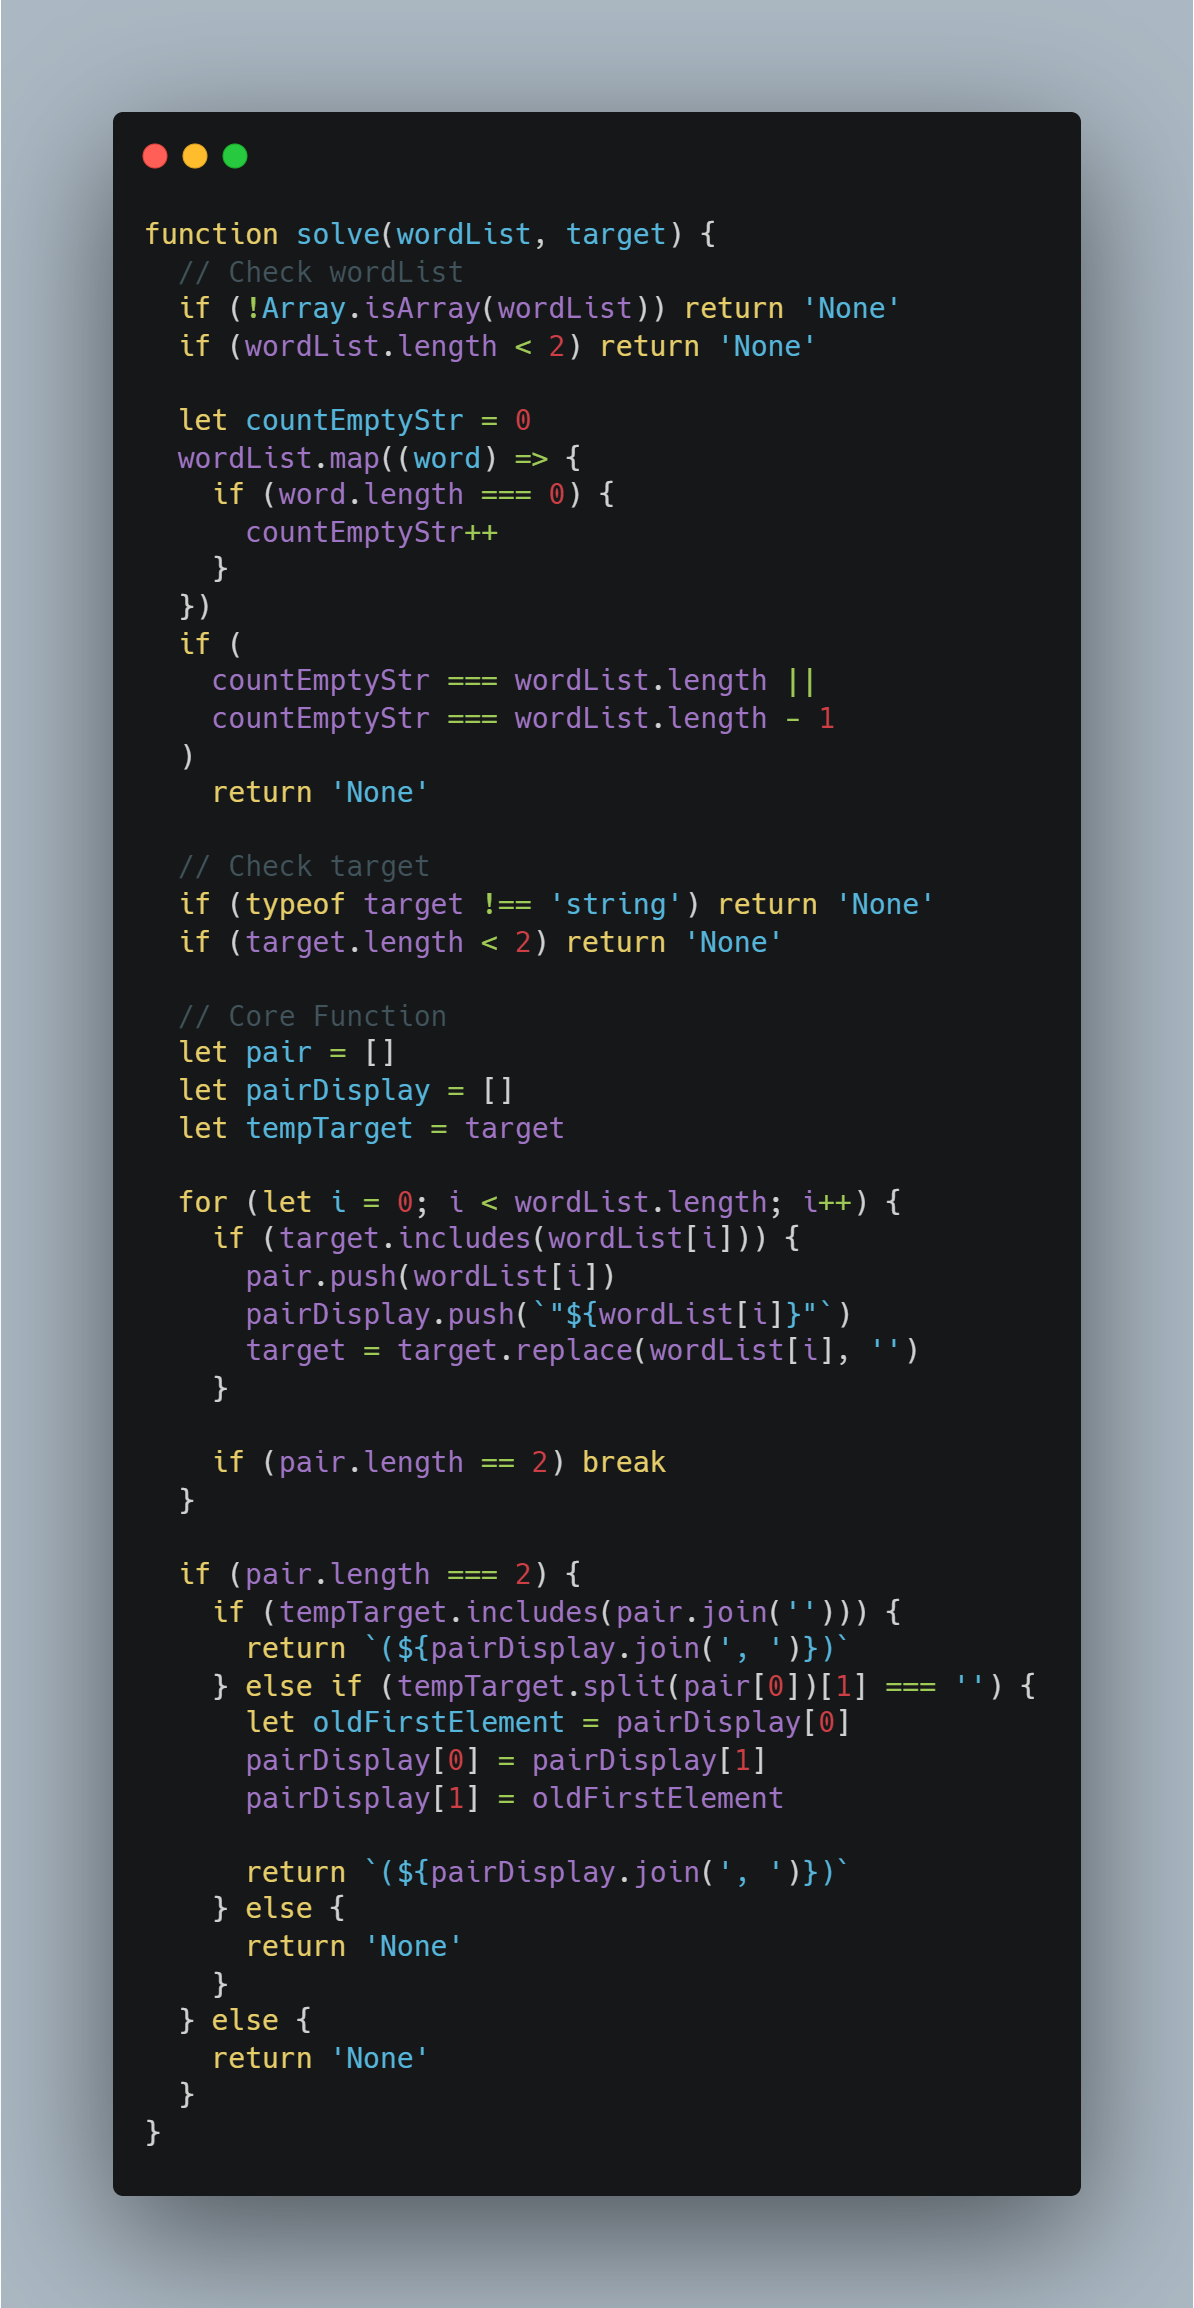 function solve(wordList, target) {
  // Check wordList
  if (!Array.isArray(wordList)) return 'None'
  if (wordList.length < 2) return 'None'

  let countEmptyStr = 0
  wordList.map((word) => {
    if (word.length === 0) {
      countEmptyStr++
    }
  })
  if (
    countEmptyStr === wordList.length ||
    countEmptyStr === wordList.length - 1
  )
    return 'None'

  // Check target
  if (typeof target !== 'string') return 'None'
  if (target.length < 2) return 'None'

  // Core Function
  let pair = []
  let pairDisplay = []
  let tempTarget = target

  for (let i = 0; i < wordList.length; i++) {
    if (target.includes(wordList[i])) {
      pair.push(wordList[i])
      pairDisplay.push(`"${wordList[i]}"`)
      target = target.replace(wordList[i], '')
    }

    if (pair.length == 2) break
  }

  if (pair.length === 2) {
    if (tempTarget.includes(pair.join(''))) {
      return `(${pairDisplay.join(', ')})`
    } else if (tempTarget.split(pair[0])[1] === '') {
      let oldFirstElement = pairDisplay[0]
      pairDisplay[0] = pairDisplay[1]
      pairDisplay[1] = oldFirstElement

      return `(${pairDisplay.join(', ')})`
    } else {
      return 'None'
    }
  } else {
    return 'None'
  }
}